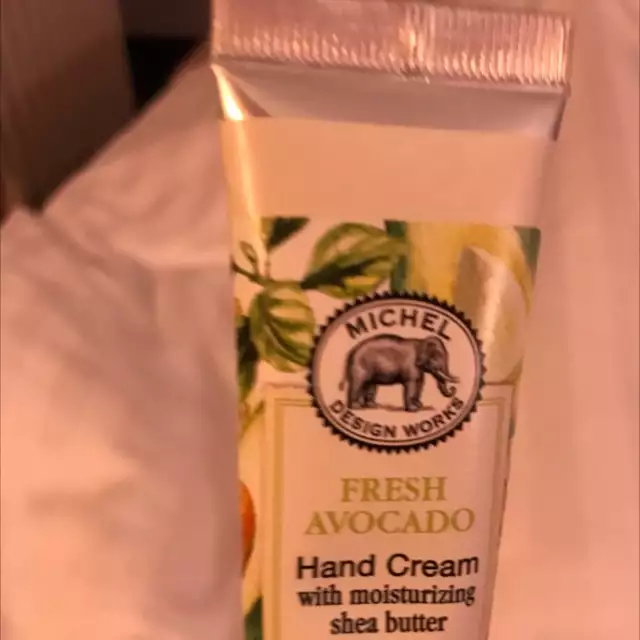 MICHEL
DESIGN WORKS
FRESH
AVOCADO
Hand Cream
with moisturizing
shea butter